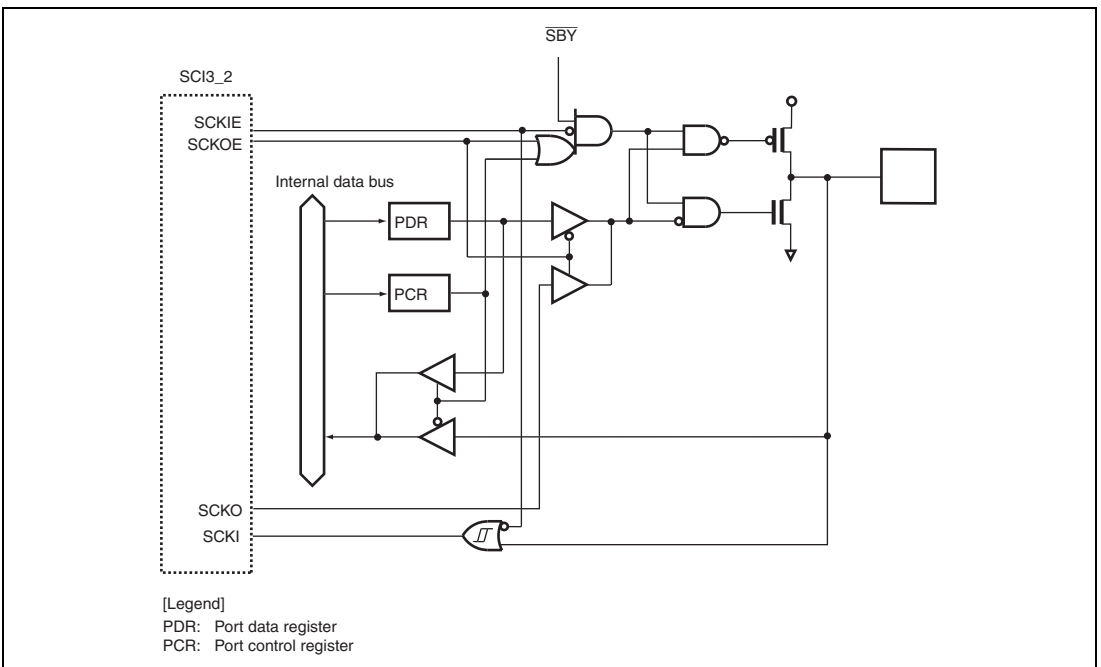 SBY
SCI3_2
SCKIE
SCKOE
Internal data bus
PDR
PCR
SCKO
SCKI
[Legend]
PDR: Port data register
PCR: Port control register